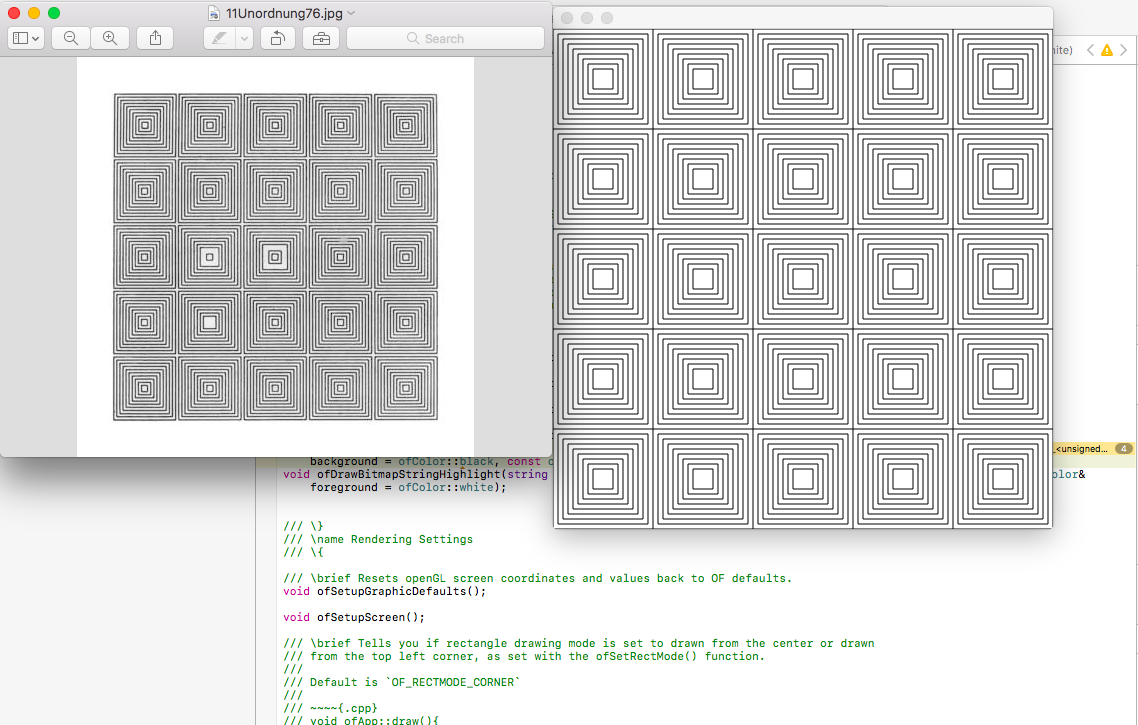 11Unordnung76.jpg
Search
ite)
_<unsigned... 4
background = ofColor::black, const c
void ofDrawBitmapStringHighlight(string
olor&
foreground = ofColor::white);
/// \}
/// \name Rendering Settings
/// \{
/// \brief Resets openGL screen coordinates and values back to OF defaults.
void ofSetupGraphicDefaults();
void ofSetupScreen();
/// \brief Tells you if rectangle drawing mode is set to drawn from the center or drawn
/// from the top left corner, as set with the ofSetRectMode() function.
///
/// Default is `OF_RECTMODE_CORNER`
///
/// ~~~~{.cpp}
/// void ofApp::draw(){